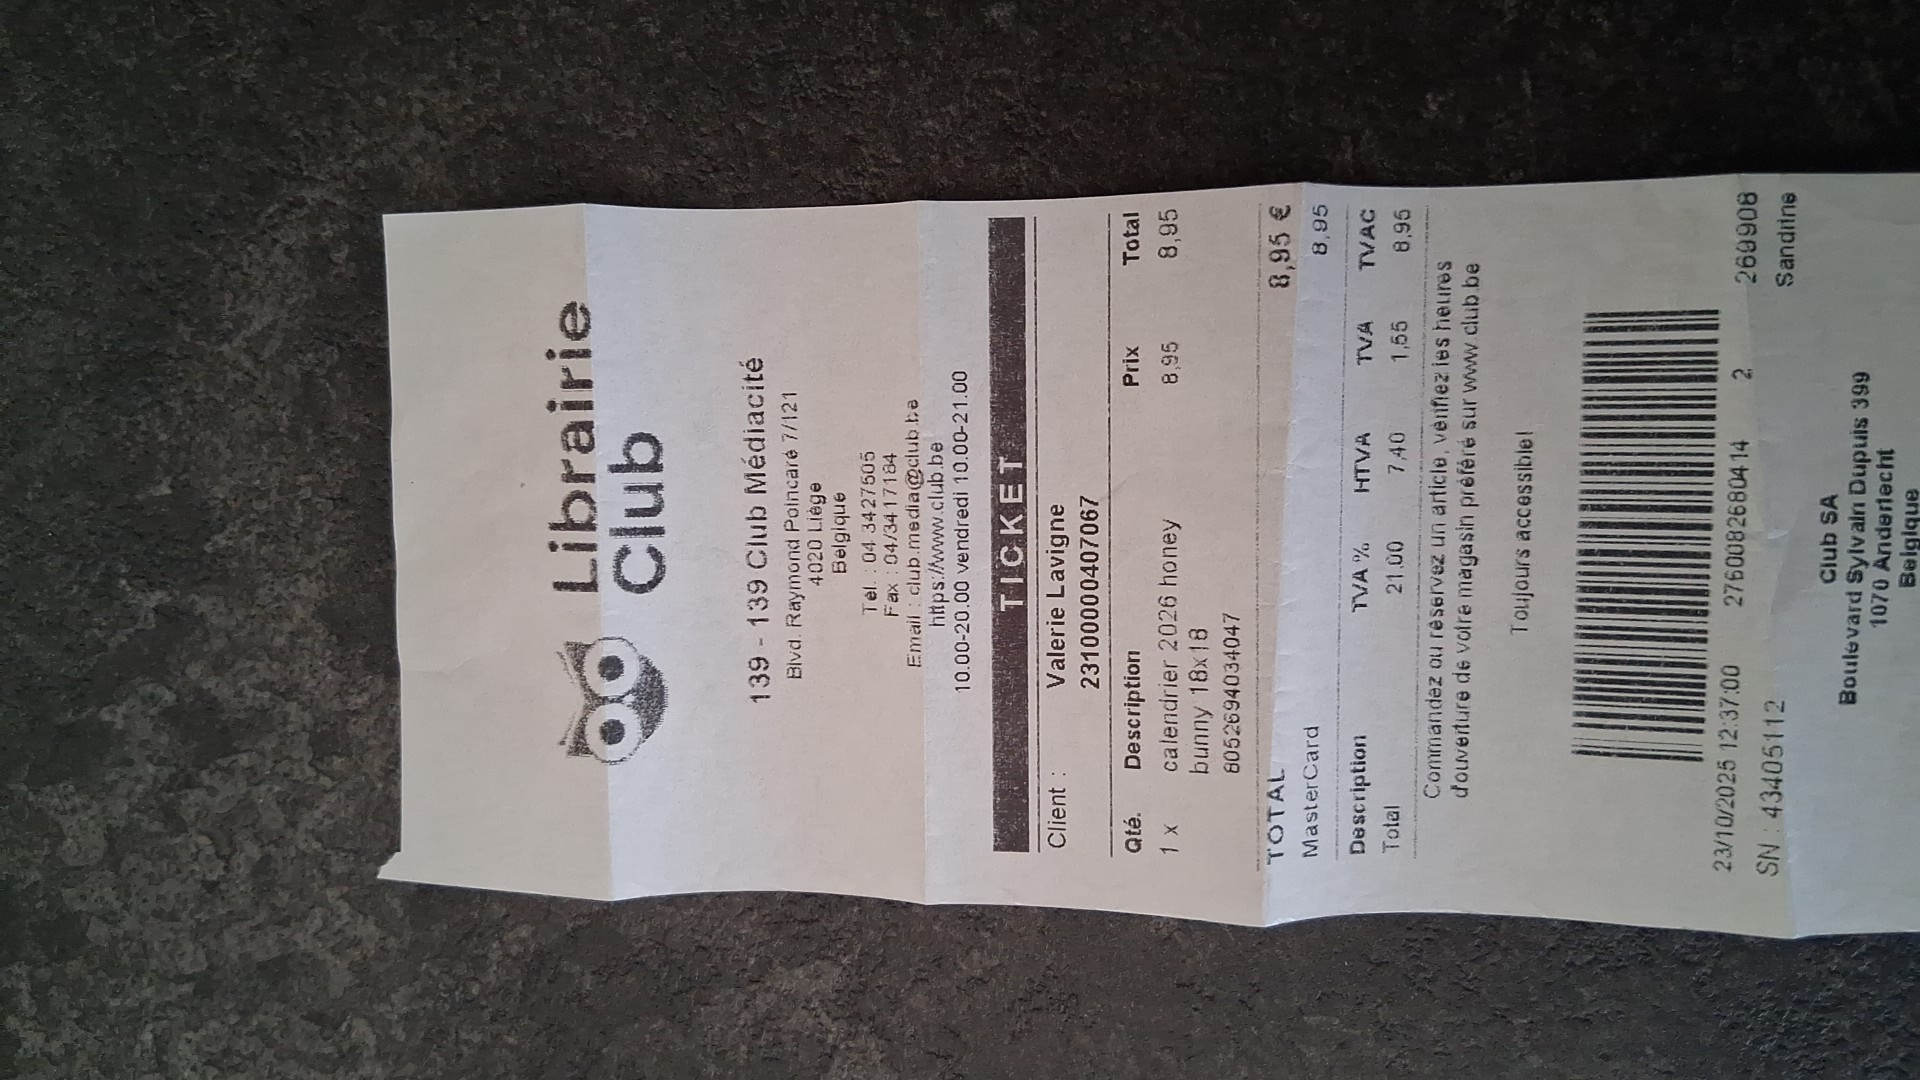 Librairie
Club
139 - 139 Club Médiacité
Blvd. Raymond Poincaré 7/121
4020 Liège
Belgique
Tél. : 04 3427505
Fax : 04/3417184
Email : club.media@club.be
https://www.club.be
10.00-20.00 vendredi 10.00-21.00
TICKET
Client : Valerie Lavigne
2310000407067
Qté. Description Prix Total
1 x calendrier 2026 honey 8,95 8,95
bunny 18x18
8052694034047
TOTAL 8,95 €
MasterCard 8,95
Description TVA % HTVA TVA TVAC
Total 21,00 7,40 1,55 8,95
Commandez ou réservez un article, vérifiez les heures
d'ouverture de votre magasin préféré sur www.club.be
Toujours accessible!
23/10/2025 12:37:00 2760082680414 2 269908
SN : 43405112 Sandrine
Club SA
Boulevard Sylvain Dupuis 399
1070 Anderlecht
Belgique